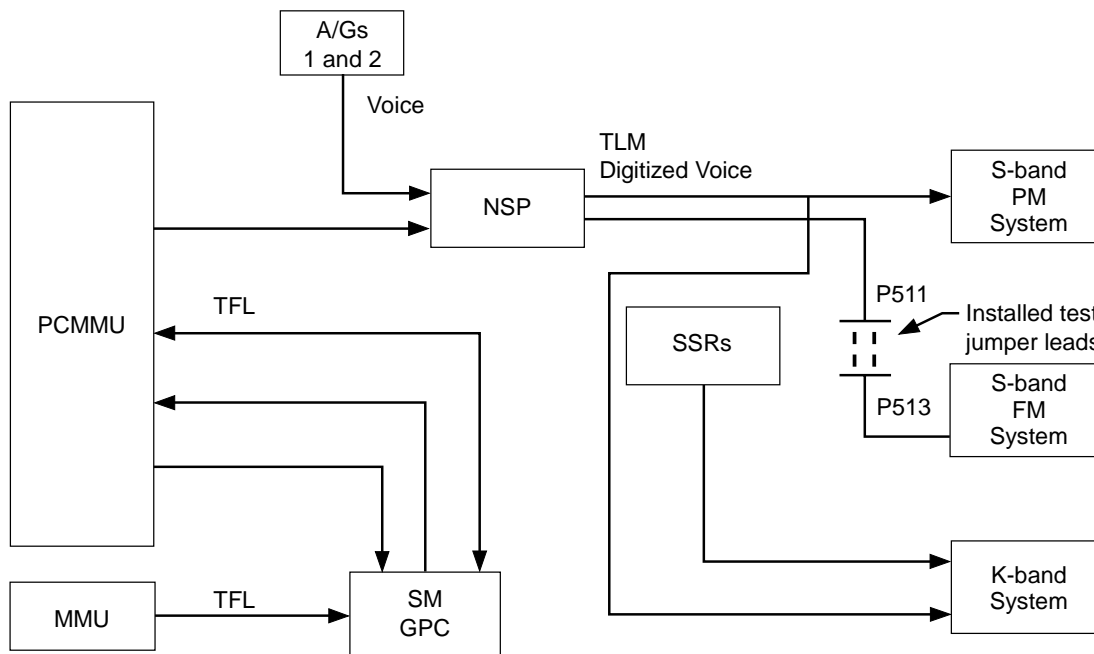 A/Gs
1 and 2
Voice
TLM
Digitized Voice
NSP
S-band
PM
System
PCMMU
TFL
SSRs
P511
Installed test
jumper leads
P513
S-band
FM
System
MMU
TFL
SM
GPC
K-band
System